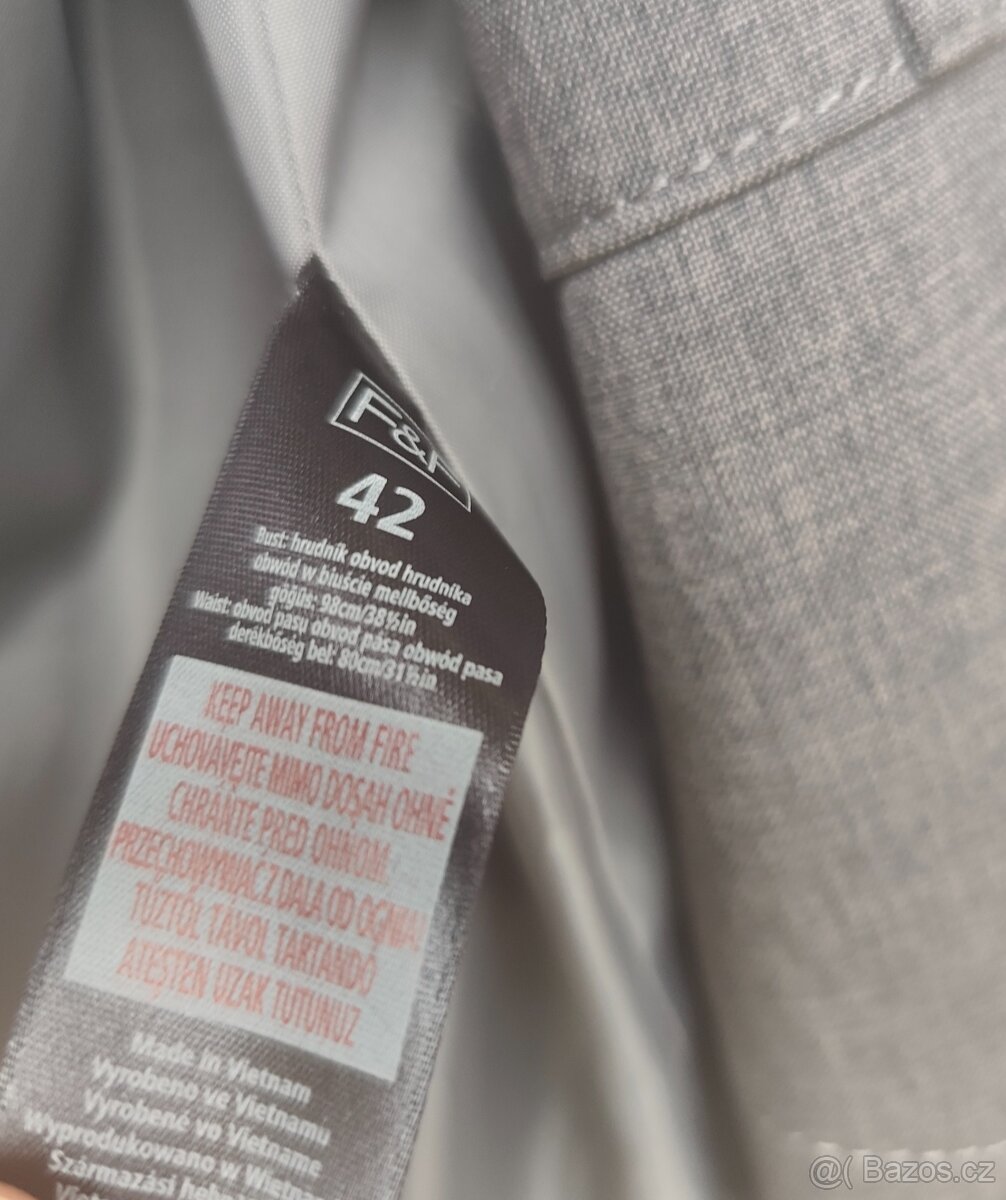 F&F
42
Bust: hrudník obvod hrudníka
obwód w biuście mellbőség
98cm/38½in
Waist: obvod pasu obvod pása obwód pasa
derékbőség bel: 80cm/31½in
KEEP AWAY FROM FIRE
UCHOVÁVEJTE MIMO DOSAH OHNĚ
CHRÁŇTE PRED OHŇOM.
PRZECHOWYWAĆ Z DALA OD OGNIA
TŰZTŐL TÁVOL TARTANDÓ
ATEŞTEN UZAK TUTUNUZ
Made in Vietnam
Vyrobeno ve Vietnamu
Vyrobené vo Vietname
Wyprodukowano w
Származási
@( Bazos.cz